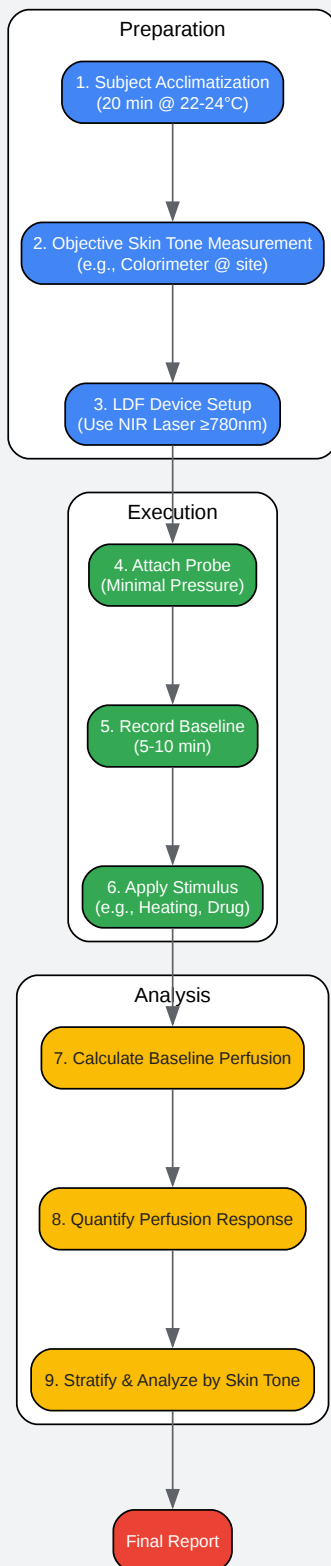 Preparation
1. Subject Acclimatization
(20 min @ 22-24°C)
2. Objective Skin Tone Measurement
(e.g., Colorimeter @ site)
3. LDF Device Setup
(Use NIR Laser ≥780nm)
Execution
4. Attach Probe
(Minimal Pressure)
5. Record Baseline
(5-10 min)
6. Apply Stimulus
(e.g., Heating, Drug)
Analysis
7. Calculate Baseline Perfusion
8. Quantify Perfusion Response
9. Stratify & Analyze by Skin Tone
Final Report